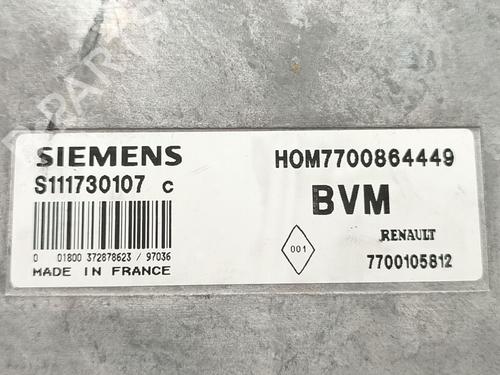 SIEMENS
S111730107 C
HOM7700864449
BVM
001
RENAULT
7700105812
0 01800 372878623 / 97036
MADE IN FRANCE